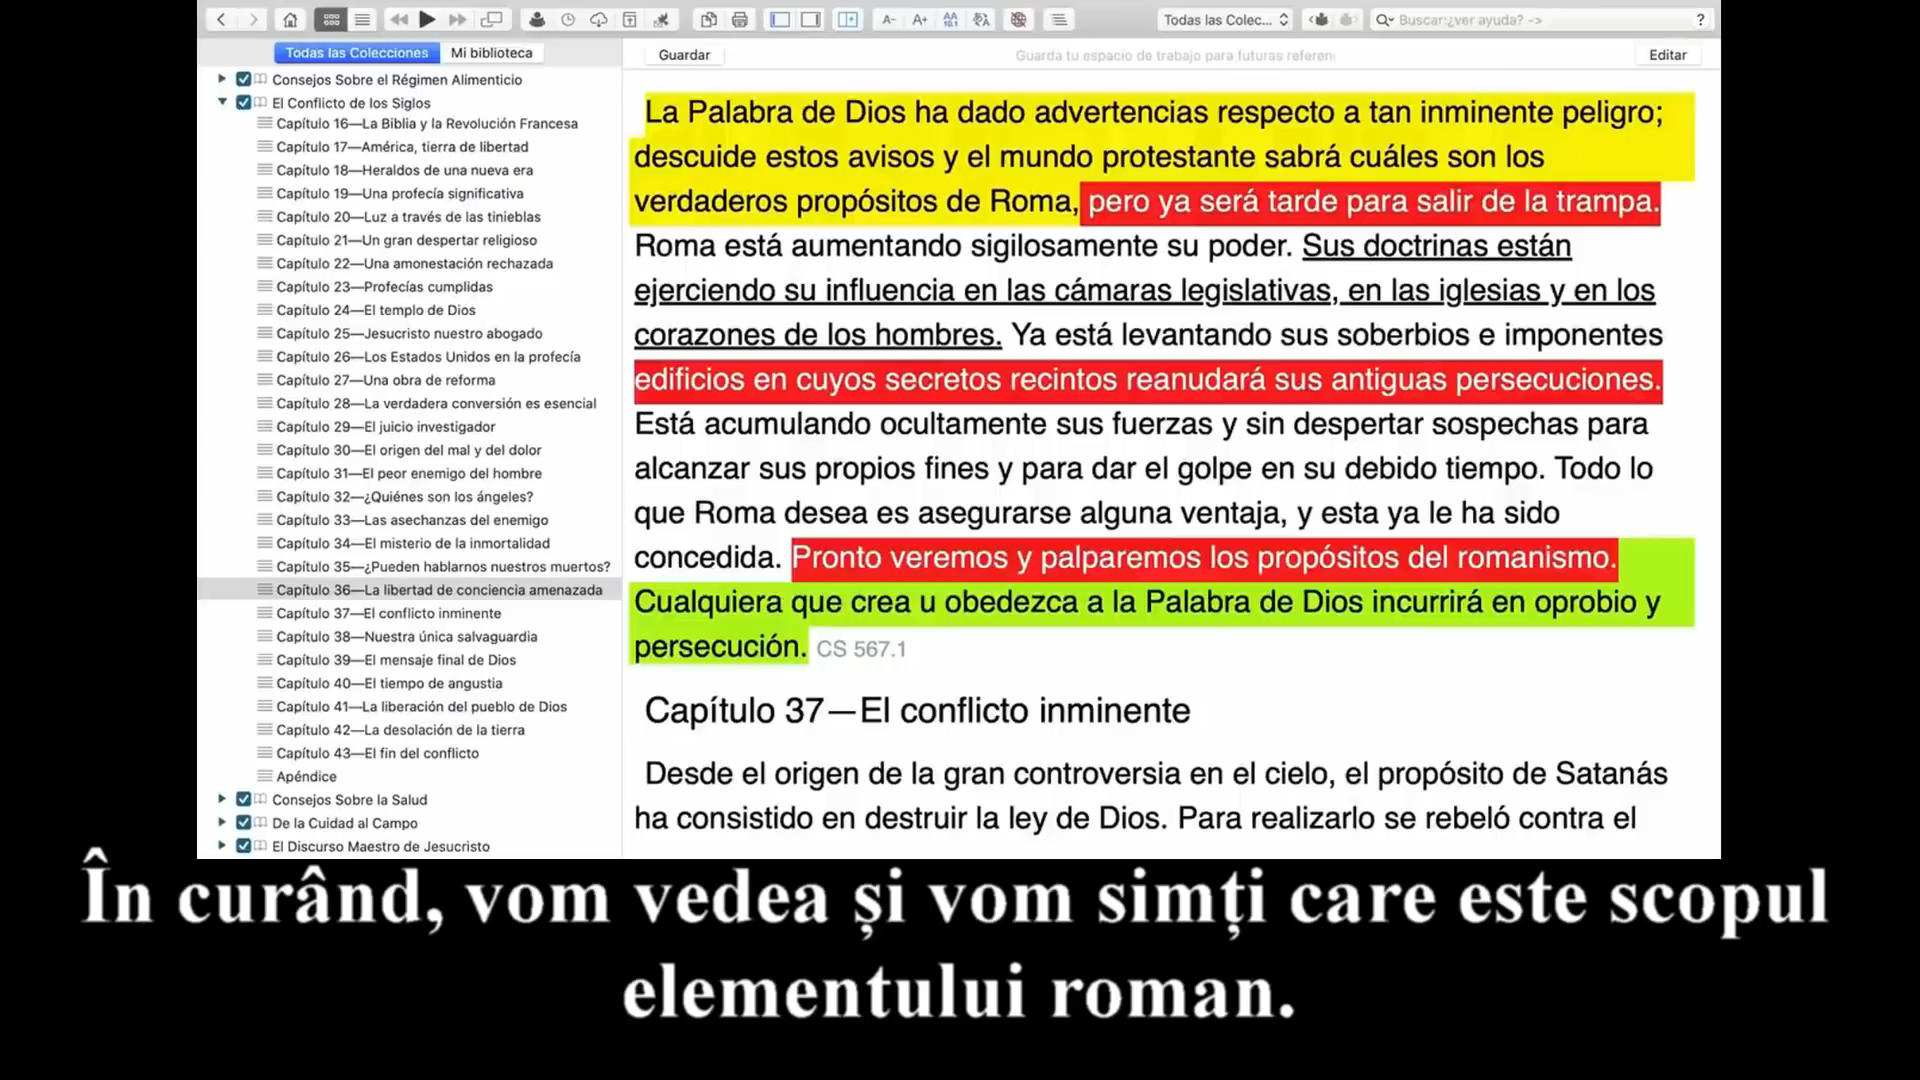 Todas las Colec...
Buscar:¿ver ayuda? ->
?
Todas las Colecciones
Mi biblioteca
Guardar
Guarda tu espacio de trabajo para futuras referen
Editar
Consejos Sobre el Régimen Alimenticio
El Conflicto de los Siglos
Capítulo 16—La Biblia y la Revolución Francesa
Capítulo 17—América, tierra de libertad
Capítulo 18—Heraldos de una nueva era
Capítulo 19—Una profecía significativa
Capítulo 20—Luz a través de las tinieblas
Capítulo 21—Un gran despertar religioso
Capítulo 22—Una amonestación rechazada
Capítulo 23—Profecías cumplidas
Capítulo 24—El templo de Dios
Capítulo 25—Jesucristo nuestro abogado
Capítulo 26—Los Estados Unidos en la profecía
Capítulo 27—Una obra de reforma
Capítulo 28—La verdadera conversión es esencial
Capítulo 29—El juicio investigador
Capítulo 30—El origen del mal y del dolor
Capítulo 31—El peor enemigo del hombre
Capítulo 32—¿Quiénes son los ángeles?
Capítulo 33—Las asechanzas del enemigo
Capítulo 34—El misterio de la inmortalidad
Capítulo 35—¿Pueden hablarnos nuestros muertos?
Capítulo 36—La libertad de conciencia amenazada
Capítulo 37—El conflicto inminente
Capítulo 38—Nuestra única salvaguardia
Capítulo 39—El mensaje final de Dios
Capítulo 40—El tiempo de angustia
Capítulo 41—La liberación del pueblo de Dios
Capítulo 42—La desolación de la tierra
Capítulo 43—El fin del conflicto
Apéndice
Consejos Sobre la Salud
De la Cuidad al Campo
El Discurso Maestro de Jesucristo
La Palabra de Dios ha dado advertencias respecto a tan inminente peligro;
descuide estos avisos y el mundo protestante sabrá cuáles son los
verdaderos propósitos de Roma, pero ya será tarde para salir de la trampa.
Roma está aumentando sigilosamente su poder. Sus doctrinas están
ejerciendo su influencia en las cámaras legislativas, en las iglesias y en los
corazones de los hombres. Ya está levantando sus soberbios e imponentes
edificios en cuyos secretos recintos reanudará sus antiguas persecuciones.
Está acumulando ocultamente sus fuerzas y sin despertar sospechas para
alcanzar sus propios fines y para dar el golpe en su debido tiempo. Todo lo
que Roma desea es asegurarse alguna ventaja, y esta ya le ha sido
concedida. Pronto veremos y palparemos los propósitos del romanismo.
Cualquiera que crea u obedezca a la Palabra de Dios incurrirá en oprobio y
persecución. CS 567.1
Capítulo 37—El conflicto inminente
Desde el origen de la gran controversia en el cielo, el propósito de Satanás
ha consistido en destruir la ley de Dios. Para realizarlo se rebeló contra el
În curând, vom vedea și vom simți care este scopul
elementului roman.